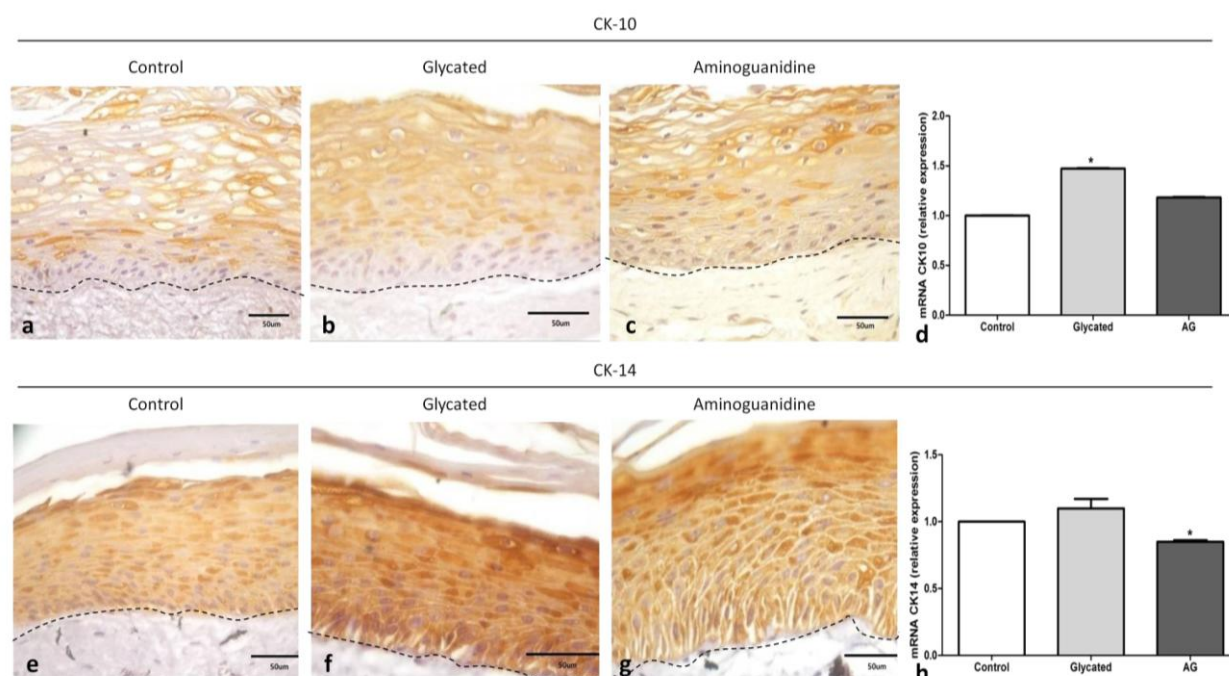 CK-10
Control Glycated Aminoguanidine
a
50um
b
50um
c
50um
mRNA CK10 (relative expression)
2.0
1.5
1.0
0.5
0.0
*
Control Glycated AG
d
CK-14
Control Glycated Aminoguanidine
e
50um
f
50um
g
50um
mRNA CK14 (relative expression)
1.5
1.0
0.5
0.0
*
Control Glycated AG
h